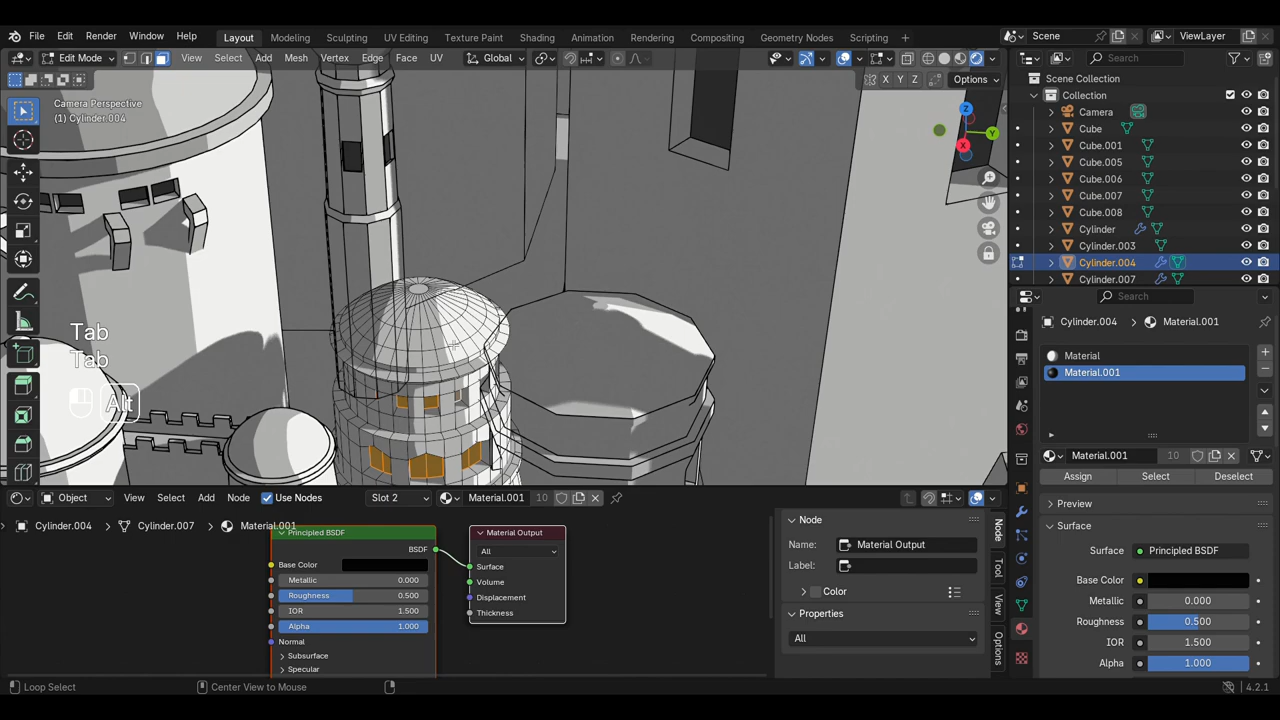 File Edit Render Window Help
Layout Modeling Sculpting UV Editing Texture Paint Shading Animation Rendering Compositing Geometry Nodes Scripting
Scene
ViewLayer
Edit Mode
View Select Add Mesh Vertex Edge Face UV
Global
X Y Z
Options
Camera Perspective
(1) Cylinder.004
Z
Y
X
Tab
Tab
Alt
Search
Scene Collection
Collection
Camera
Cube
Cube.001
Cube.005
Cube.006
Cube.007
Cube.008
Cylinder
Cylinder.003
Cylinder.004
Cylinder.007
Search
Cylinder.004 > Material.001
Material
Material.001
Material.001 10
Assign Select Deselect
Preview
Surface
Surface Principled BSDF
Base Color
Metallic 0.000
Roughness 0.500
IOR 1.500
Alpha 1.000
Object View Select Add Node Use Nodes Slot 2 Material.001 10
Cylinder.004 > Cylinder.007 > Material.001
Principled BSDF
BSDF
Base Color
Metallic 0.000
Roughness 0.500
IOR 1.500
Alpha 1.000
Normal
Subsurface
Specular
Material Output
All
Surface
Volume
Displacement
Thickness
Node
Name: Material Output
Label:
Color
Properties
All
Node
Tool
View
Options
Loop Select Center View to Mouse 4.2.1